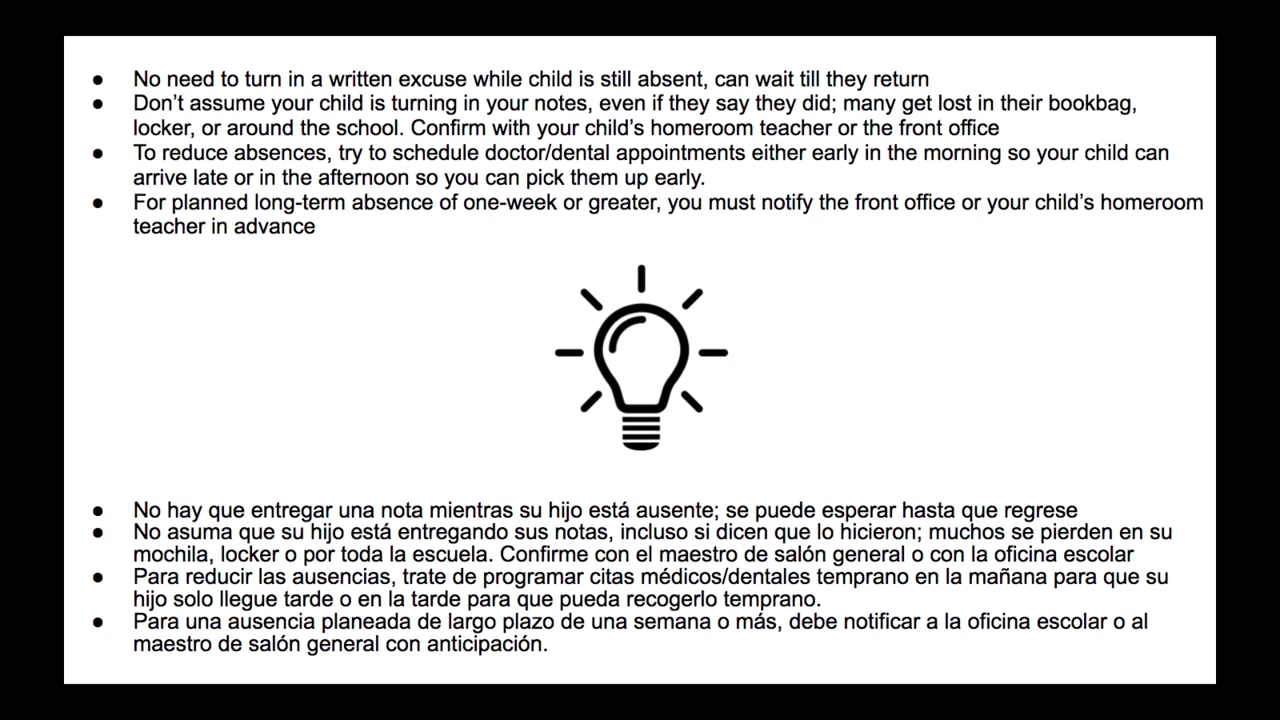 ● No need to turn in a written excuse while child is still absent, can wait till they return
● Don't assume your child is turning in your notes, even if they say they did; many get lost in their bookbag,
locker, or around the school. Confirm with your child's homeroom teacher or the front office
● To reduce absences, try to schedule doctor/dental appointments either early in the morning so your child can
arrive late or in the afternoon so you can pick them up early.
● For planned long-term absence of one-week or greater, you must notify the front office or your child's homeroom
teacher in advance
● No hay que entregar una nota mientras su hijo está ausente; se puede esperar hasta que regrese
● No asuma que su hijo está entregando sus notas, incluso si dicen que lo hicieron; muchos se pierden en su
mochila, locker o por toda la escuela. Confirme con el maestro de salón general o con la oficina escolar
● Para reducir las ausencias, trate de programar citas médicos/dentales temprano en la mañana para que su
hijo solo llegue tarde o en la tarde para que pueda recogerlo temprano.
● Para una ausencia planeada de largo plazo de una semana o más, debe notificar a la oficina escolar o al
maestro de salón general con anticipación.